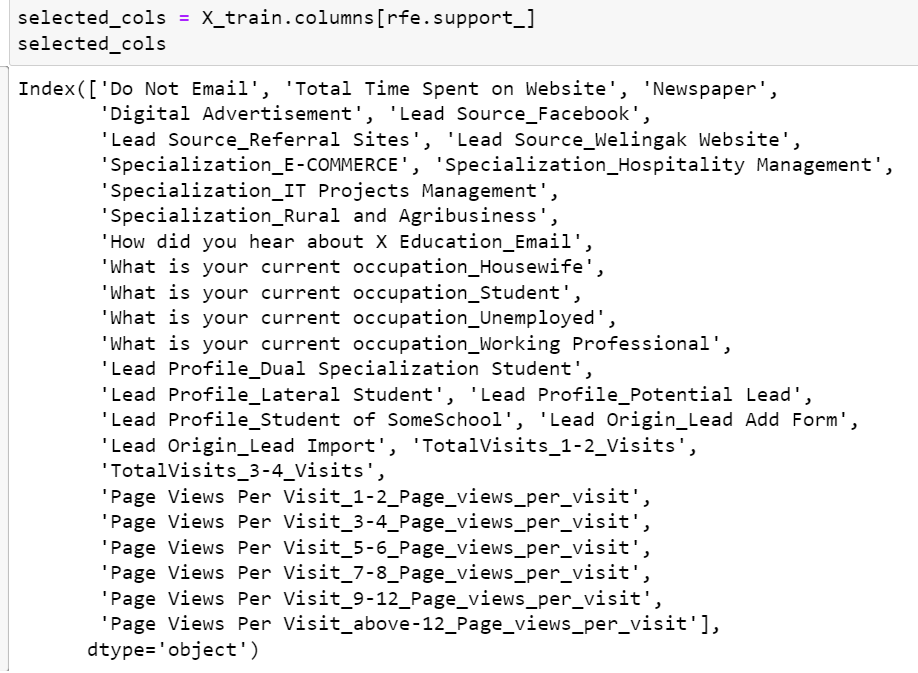 selected_cols = X_train.columns[rfe.support_]
selected_cols
Index(['Do Not Email', 'Total Time Spent on Website', 'Newspaper',
       'Digital Advertisement', 'Lead Source_Facebook',
       'Lead Source_Referral Sites', 'Lead Source_Welingak Website',
       'Specialization_E-COMMERCE', 'Specialization_Hospitality Management',
       'Specialization_IT Projects Management',
       'Specialization_Rural and Agribusiness',
       'How did you hear about X Education_Email',
       'What is your current occupation_Housewife',
       'What is your current occupation_Student',
       'What is your current occupation_Unemployed',
       'What is your current occupation_Working Professional',
       'Lead Profile_Dual Specialization Student',
       'Lead Profile_Lateral Student', 'Lead Profile_Potential Lead',
       'Lead Profile_Student of SomeSchool', 'Lead Origin_Lead Add Form',
       'Lead Origin_Lead Import', 'TotalVisits_1-2_Visits',
       'TotalVisits_3-4_Visits',
       'Page Views Per Visit_1-2_Page_views_per_visit',
       'Page Views Per Visit_3-4_Page_views_per_visit',
       'Page Views Per Visit_5-6_Page_views_per_visit',
       'Page Views Per Visit_7-8_Page_views_per_visit',
       'Page Views Per Visit_9-12_Page_views_per_visit',
       'Page Views Per Visit_above-12_Page_views_per_visit'],
      dtype='object')